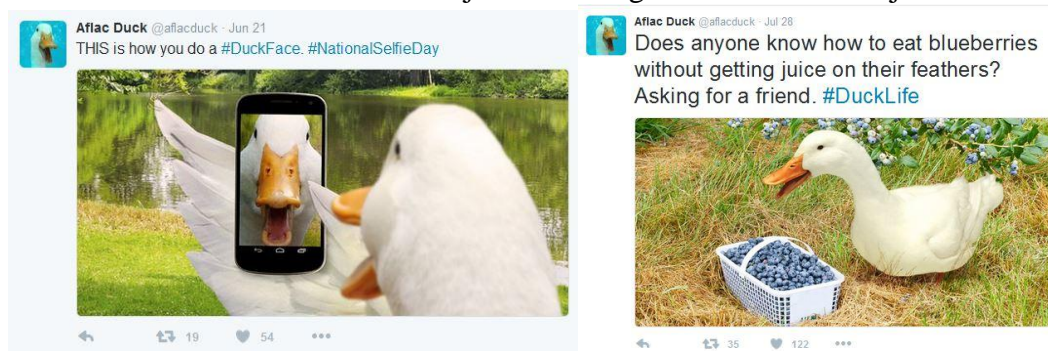 Aflac Duck @aflacduck · Jun 21
THIS is how you do a #DuckFace. #NationalSelfieDay
19 54
Aflac Duck @aflacduck · Jul 28
Does anyone know how to eat blueberries
without getting juice on their feathers?
Asking for a friend. #DuckLife
35 122